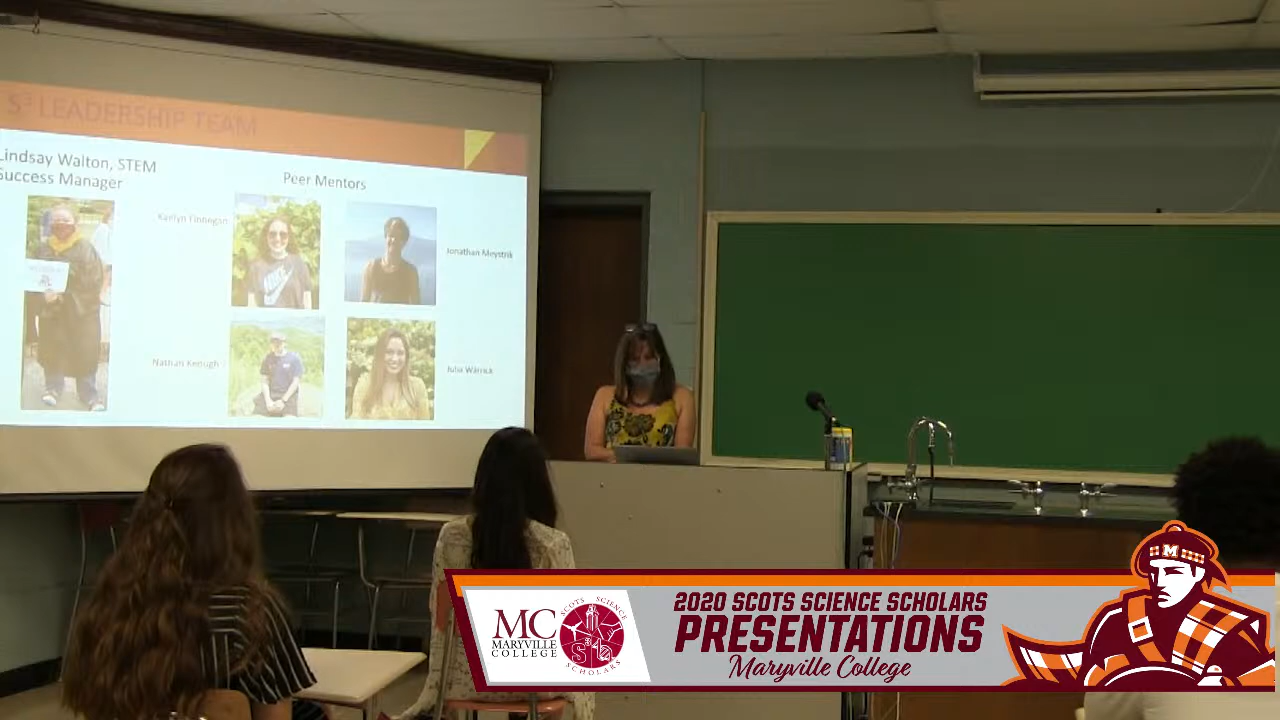 S³ LEADERSHIP TEAM
Lindsay Walton, STEM
Success Manager
Peer Mentors
Kaelyn Finnegan
Jonathan Meystrik
Nathan Keough
Julia Warrick
MC
MARYVILLE
COLLEGE
SCOTS SCIENCE
SCHOLARS
2020 SCOTS SCIENCE SCHOLARS
PRESENTATIONS
Maryville College
M